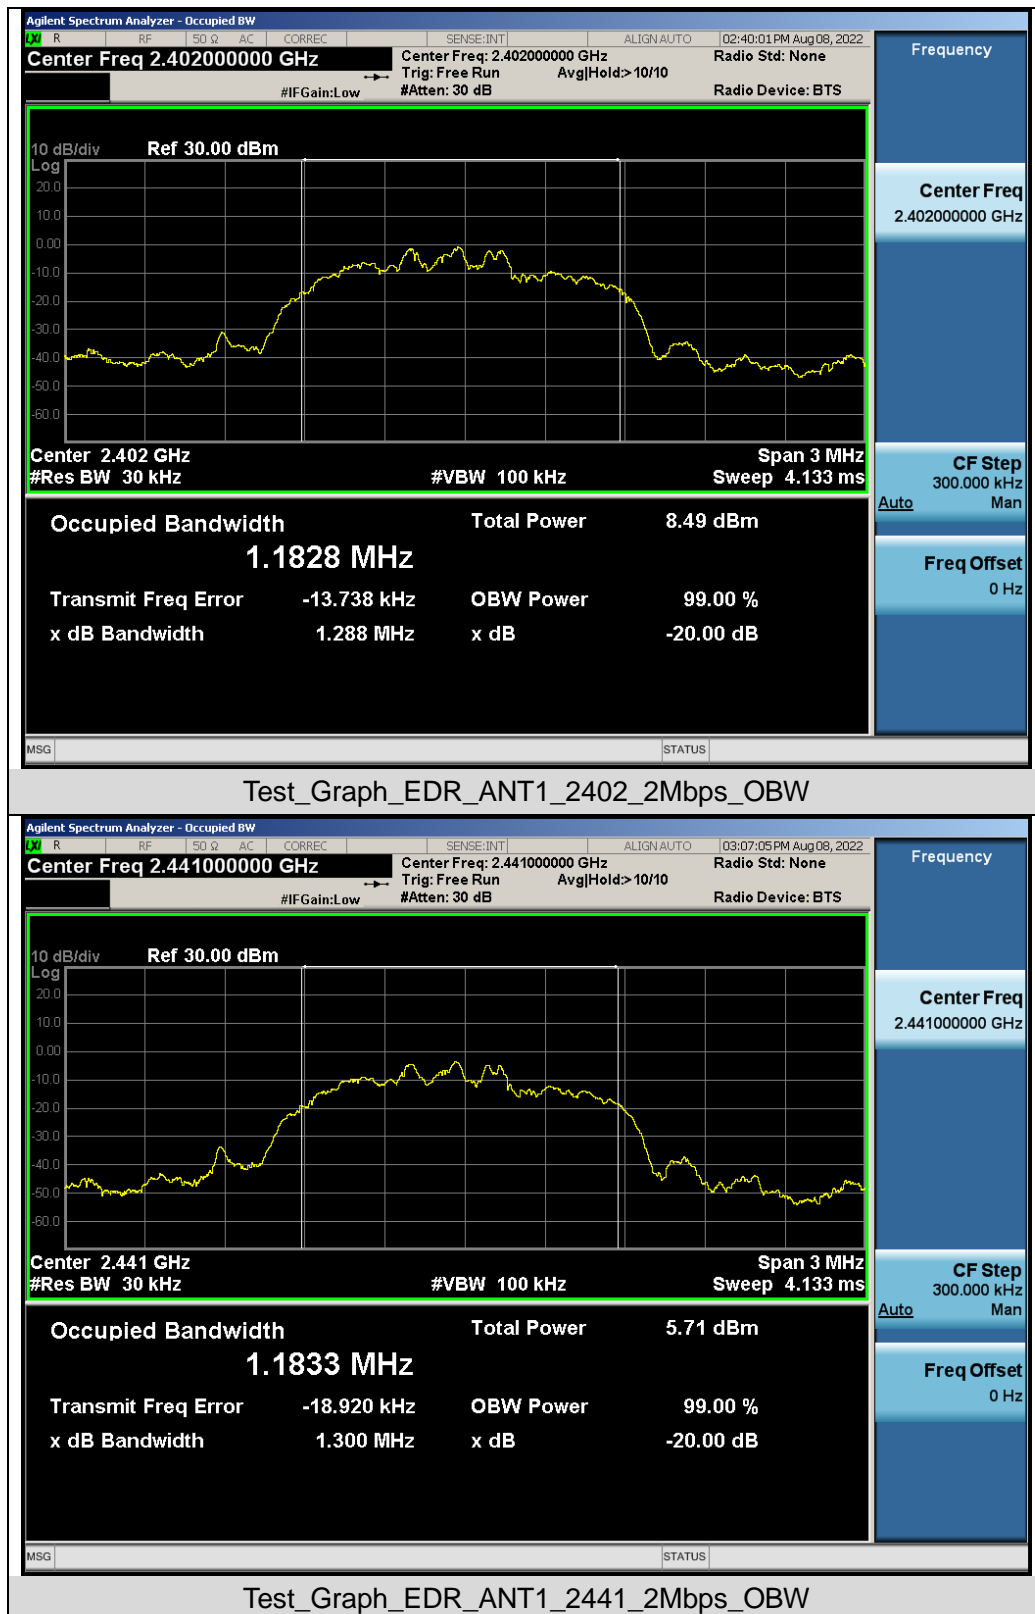 Agilent Spectrum Analyzer - Occupied BW
LXI R RF 50 Ω AC CORREC SENSE:INT ALIGN AUTO 02:40:01 PM Aug 08, 2022
Center Freq 2.402000000 GHz Center Freq: 2.402000000 GHz Radio Std: None Frequency
Trig: Free Run Avg|Hold:> 10/10
#IFGain:Low #Atten: 30 dB Radio Device: BTS
10 dB/div Ref 30.00 dBm
Log
20.0
10.0
0.00
-10.0
-20.0
-30.0
-40.0
-50.0
-60.0
Center Freq
2.402000000 GHz
Center 2.402 GHz Span 3 MHz
#Res BW 30 kHz #VBW 100 kHz Sweep 4.133 ms
CF Step
300.000 kHz
Auto Man
Occupied Bandwidth Total Power 8.49 dBm
1.1828 MHz
Freq Offset
0 Hz
Transmit Freq Error -13.738 kHz OBW Power 99.00 %
x dB Bandwidth 1.288 MHz x dB -20.00 dB
MSG STATUS
Test_Graph_EDR_ANT1_2402_2Mbps_OBW
Agilent Spectrum Analyzer - Occupied BW
LXI R RF 50 Ω AC CORREC SENSE:INT ALIGN AUTO 03:07:05 PM Aug 08, 2022
Center Freq 2.441000000 GHz Center Freq: 2.441000000 GHz Radio Std: None Frequency
Trig: Free Run Avg|Hold:> 10/10
#IFGain:Low #Atten: 30 dB Radio Device: BTS
10 dB/div Ref 30.00 dBm
Log
20.0
10.0
0.00
-10.0
-20.0
-30.0
-40.0
-50.0
-60.0
Center Freq
2.441000000 GHz
Center 2.441 GHz Span 3 MHz
#Res BW 30 kHz #VBW 100 kHz Sweep 4.133 ms
CF Step
300.000 kHz
Auto Man
Occupied Bandwidth Total Power 5.71 dBm
1.1833 MHz
Freq Offset
0 Hz
Transmit Freq Error -18.920 kHz OBW Power 99.00 %
x dB Bandwidth 1.300 MHz x dB -20.00 dB
MSG STATUS
Test_Graph_EDR_ANT1_2441_2Mbps_OBW